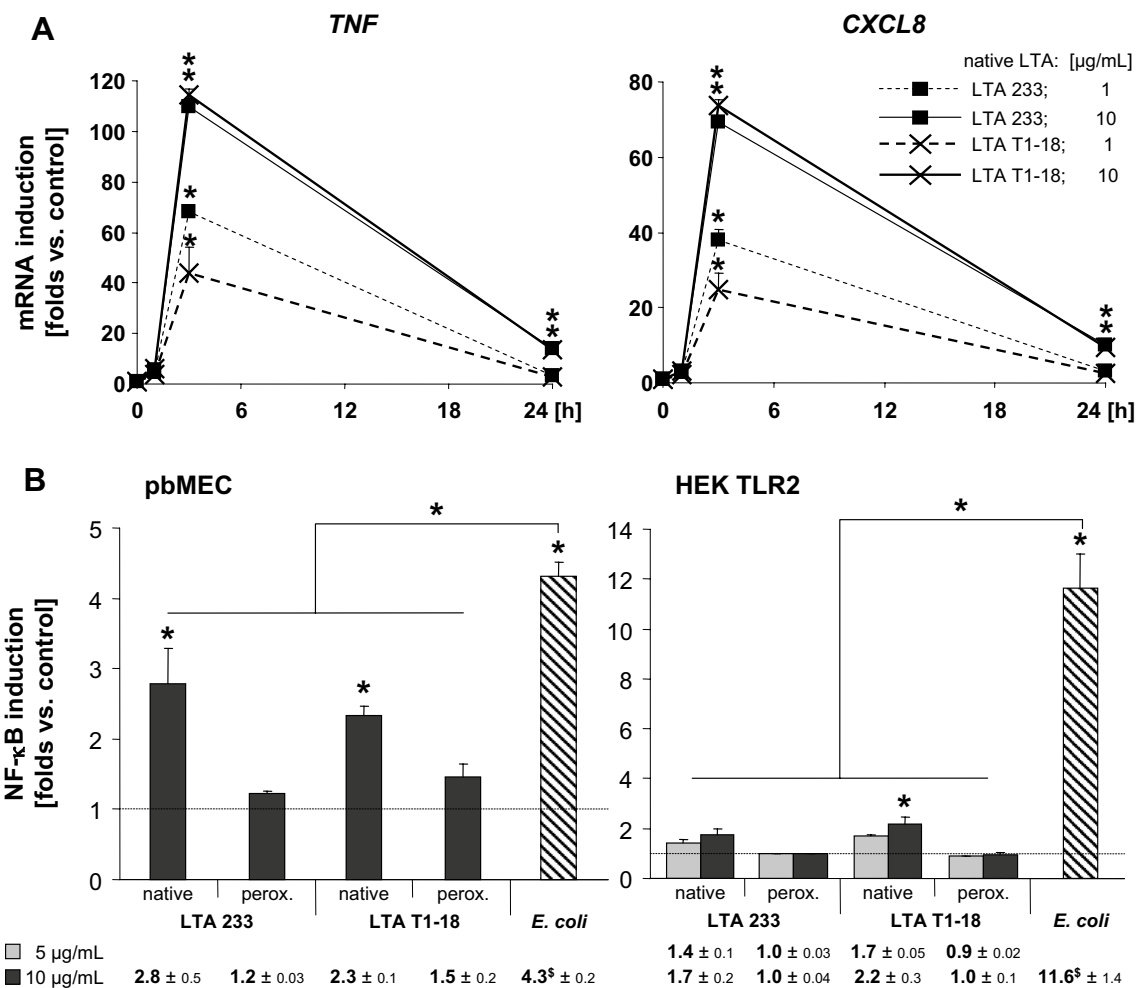 A
TNF
CXCL8
mRNA induction
[folds vs. control]
120
100
80
60
40
20
0
0 6 12 18 24 [h]
* * * * * *
80
60
40
20
0
0 6 12 18 24 [h]
* * * * * *
native LTA: [µg/mL]
LTA 233; 1
LTA 233; 10
LTA T1-18; 1
LTA T1-18; 10
B
pbMEC
HEK TLR2
NF-κB induction
[folds vs. control]
5
4
3
2
1
0
* * * *
14
12
10
8
6
4
2
0
* * *
native perox. native perox.
LTA 233 LTA T1-18 E. coli
native perox. native perox.
LTA 233 LTA T1-18 E. coli
5 µg/mL 1.4 ± 0.1 1.0 ± 0.03 1.7 ± 0.05 0.9 ± 0.02
10 µg/mL 2.8 ± 0.5 1.2 ± 0.03 2.3 ± 0.1 1.5 ± 0.2 4.3$ ± 0.2 1.7 ± 0.2 1.0 ± 0.04 2.2 ± 0.3 1.0 ± 0.1 11.6$ ± 1.4